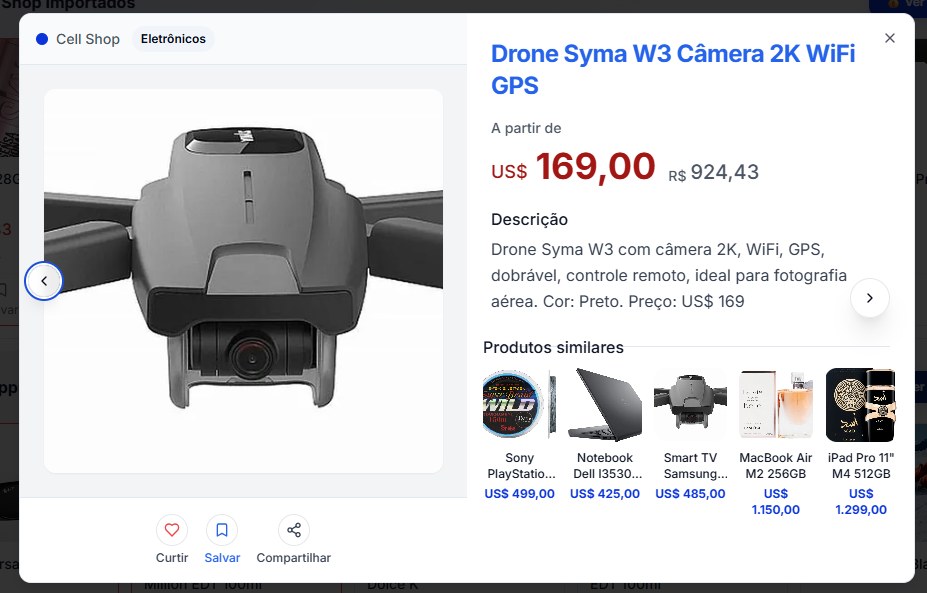 Shop Importados
Ver
Cell Shop
Eletrônicos
Drone Syma W3 Câmera 2K WiFi
GPS
A partir de
US$ 169,00 R$ 924,43
Descrição
Drone Syma W3 com câmera 2K, WiFi, GPS,
dobrável, controle remoto, ideal para fotografia
aérea. Cor: Preto. Preço: US$ 169
Produtos similares
WILD
Sony
PlayStatio...
US$ 499,00
Notebook
Dell I3530...
US$ 425,00
Smart TV
Samsung...
US$ 485,00
MacBook Air
M2 256GB
US$
1.150,00
iPad Pro 11"
M4 512GB
US$
1.299,00
Curtir
Salvar
Compartilhar
Million EDT 100ml
Dolce K
EDT 100ml